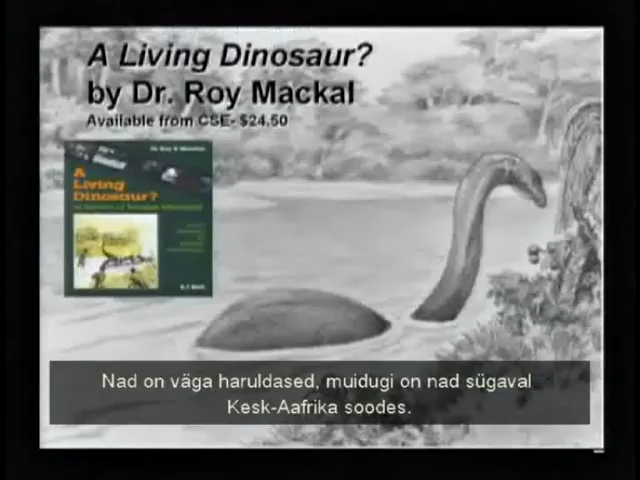 A Living Dinosaur?
by Dr. Roy Mackal
Available from CSE- $24.50
A
Living
Dinosaur?
Nad on väga haruldased, muidugi on nad sügaval
Kesk-Aafrika soodes.